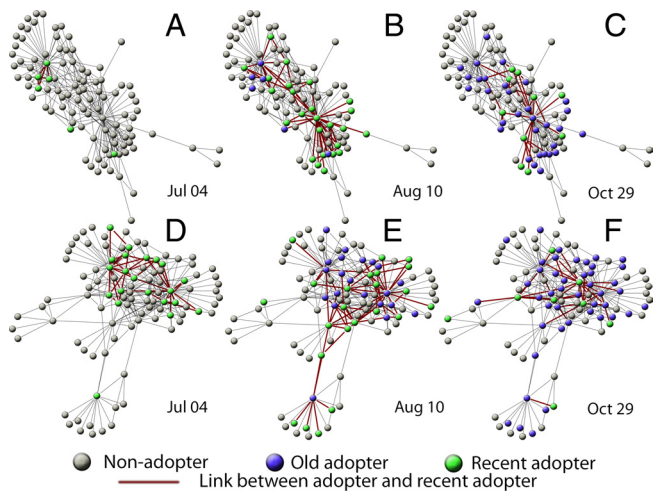 A B C
Jul 04 Aug 10 Oct 29
D E F
Jul 04 Aug 10 Oct 29
Non-adopter Old adopter Recent adopter
Link between adopter and recent adopter